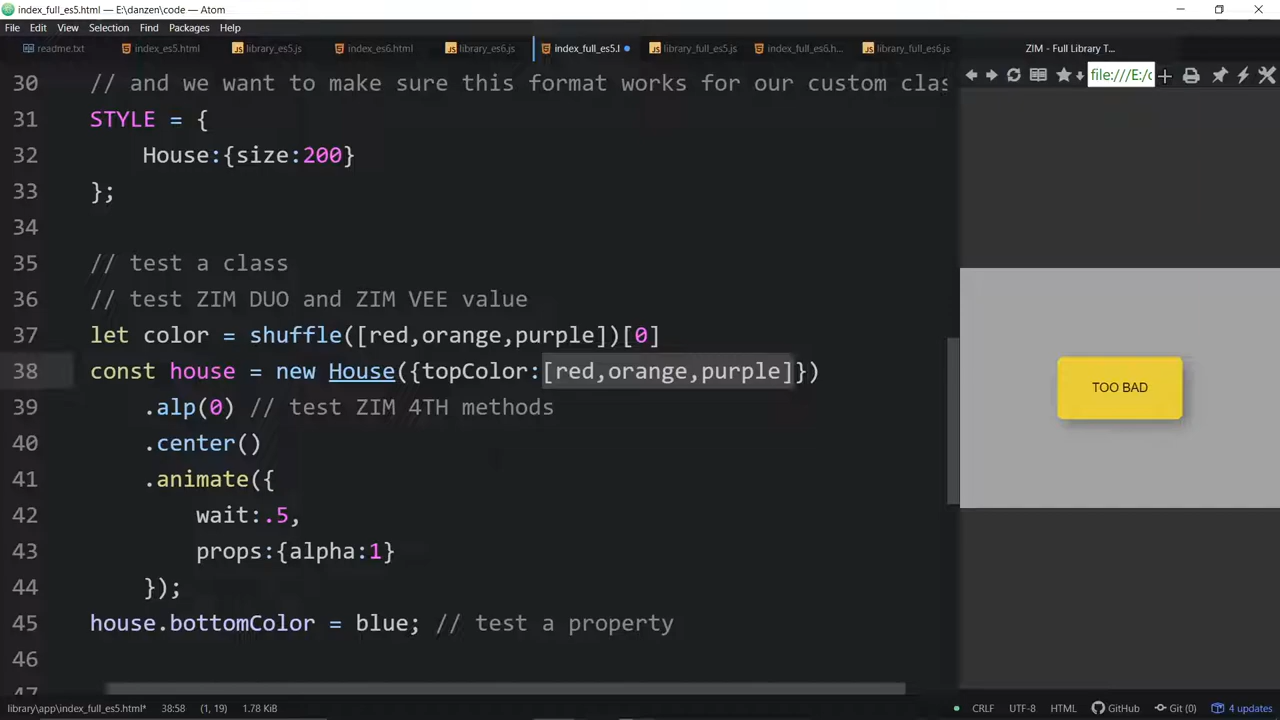 index_full_es5.html — E:\danzen\code — Atom
File Edit View Selection Find Packages Help
readme.txt index_es5.html library_es5.js index_es6.html library_es6.js index_full_es5.l library_full_es5.js index_full_es6.h... library_full_es6.js ZIM - Full Library T...
file:///E:/c
30 // and we want to make sure this format works for our custom clas
31 STYLE = {
32 House:{size:200}
33 };
34
35 // test a class
36 // test ZIM DUO and ZIM VEE value
37 let color = shuffle([red,orange,purple])[0]
38 const house = new House({topColor:[red,orange,purple]})
39 .alp(0) // test ZIM 4TH methods
40 .center()
41 .animate({
42 wait:.5,
43 props:{alpha:1}
44 });
45 house.bottomColor = blue; // test a property
46
47
TOO BAD
library\app\index_full_es5.html* 38:58 (1, 19) 1.78 KiB CRLF UTF-8 HTML GitHub Git (0) 4 updates